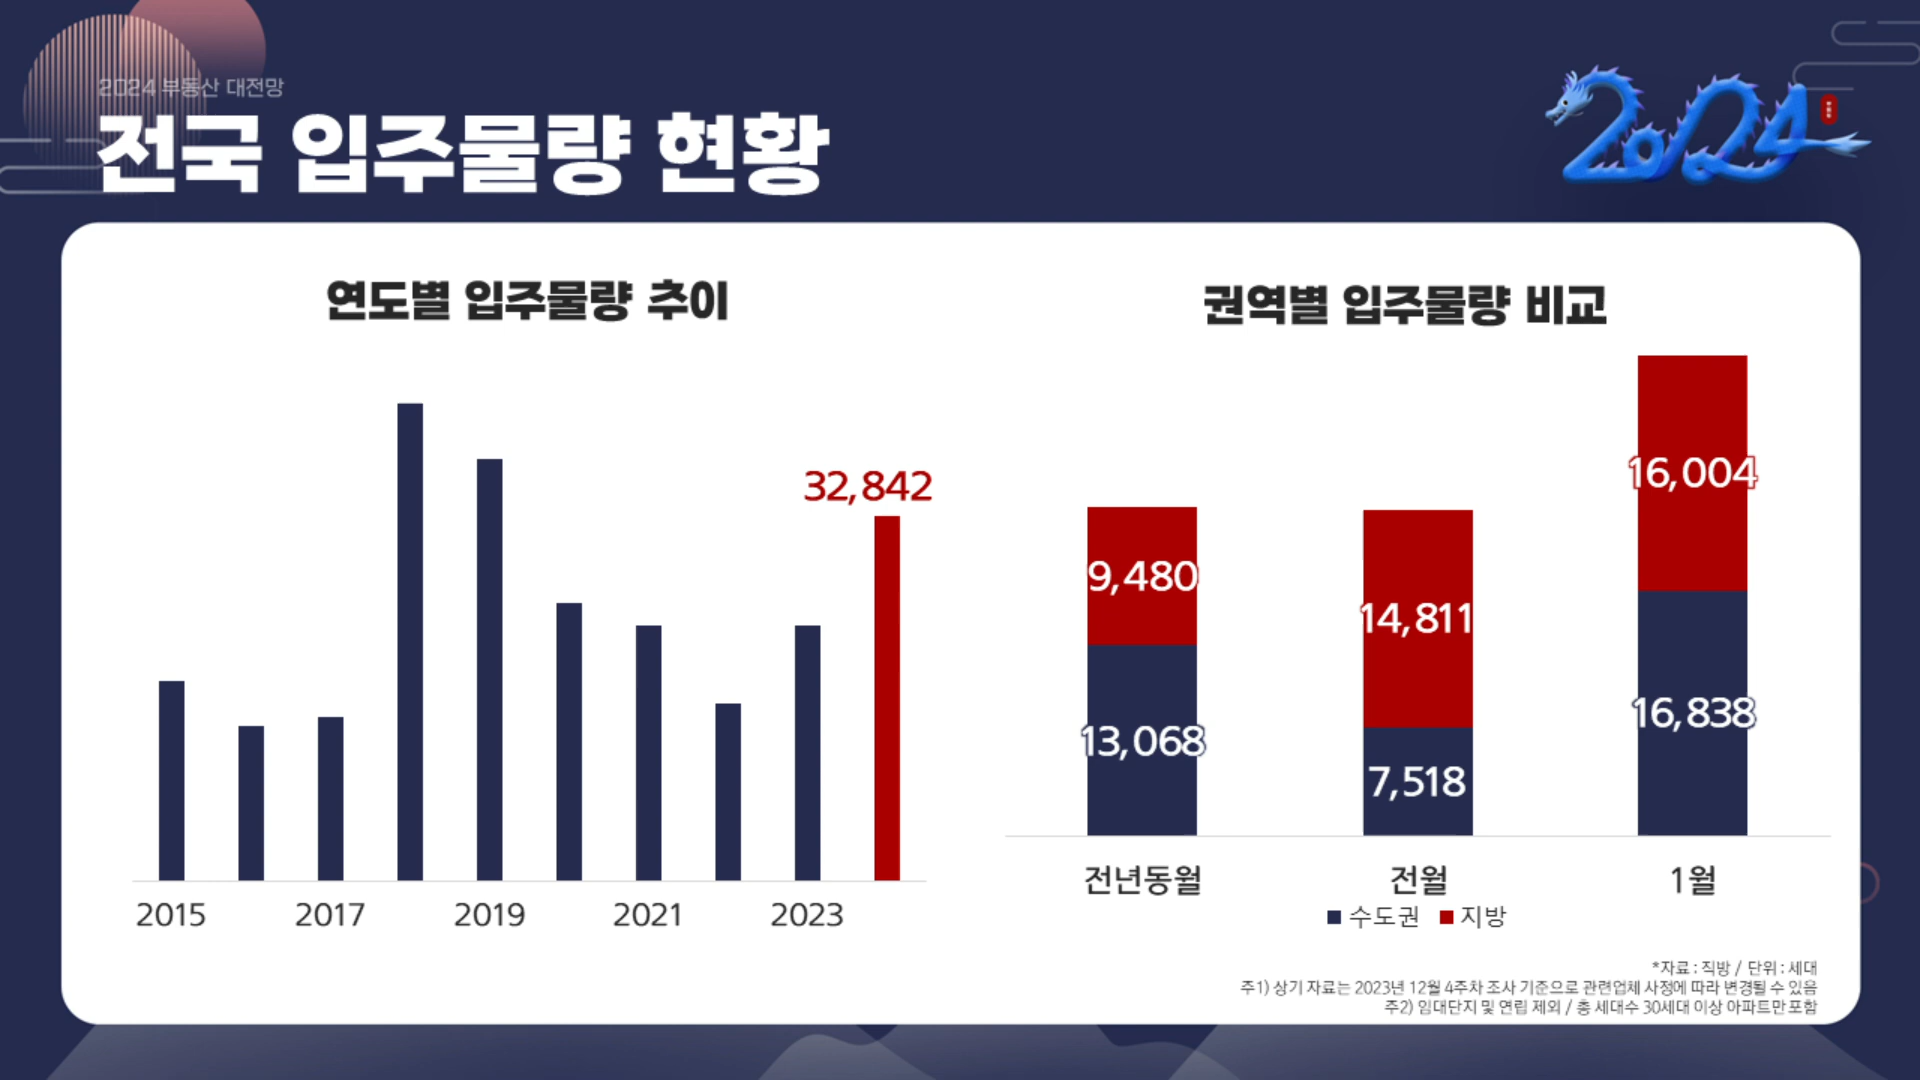 2024 부동산 대전망
전국 입주물량 현황
2024
연도별 입주물량 추이
32,842
2015 2017 2019 2021 2023
권역별 입주물량 비교
16,004
9,480
14,811
16,838
13,068
7,518
전년동월 전월 1월
수도권 지방
*자료 : 직방 / 단위 : 세대
주1) 상기 자료는 2023년 12월 4주차 조사 기준으로 관련업체 사정에 따라 변경될 수 있음
주2) 임대단지 및 연립 제외 / 총 세대수 30세대 이상 아파트만 포함